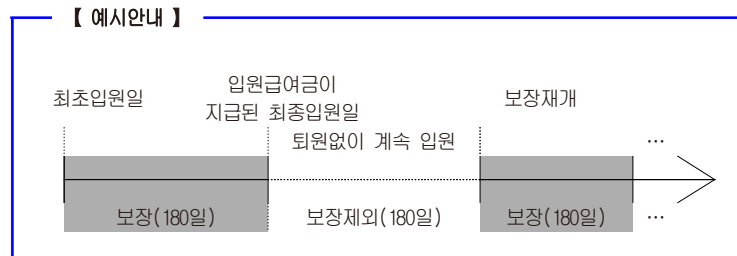 【 예시안내 】
최초입원일
입원급여금이
지급된 최종입원일
보장재개
퇴원없이 계속 입원
…
보장(180일)
보장제외(180일)
보장(180일)
…